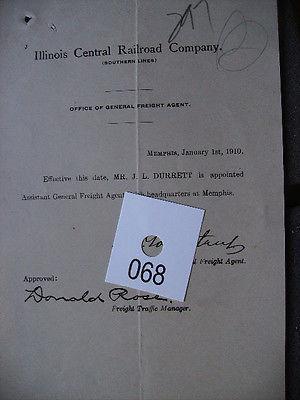 Illinois Central Railroad Company.
(SOUTHERN LINES)
OFFICE OF GENERAL FREIGHT AGENT.
MEMPHIS, January 1st, 1910.
Effective this date, MR. J. L. DURRETT is appointed
Assistant General Freight Agent headquarters at Memphis.
Freight Agent.
068
Approved:
Donald Rose.
Freight Traffic Manager.